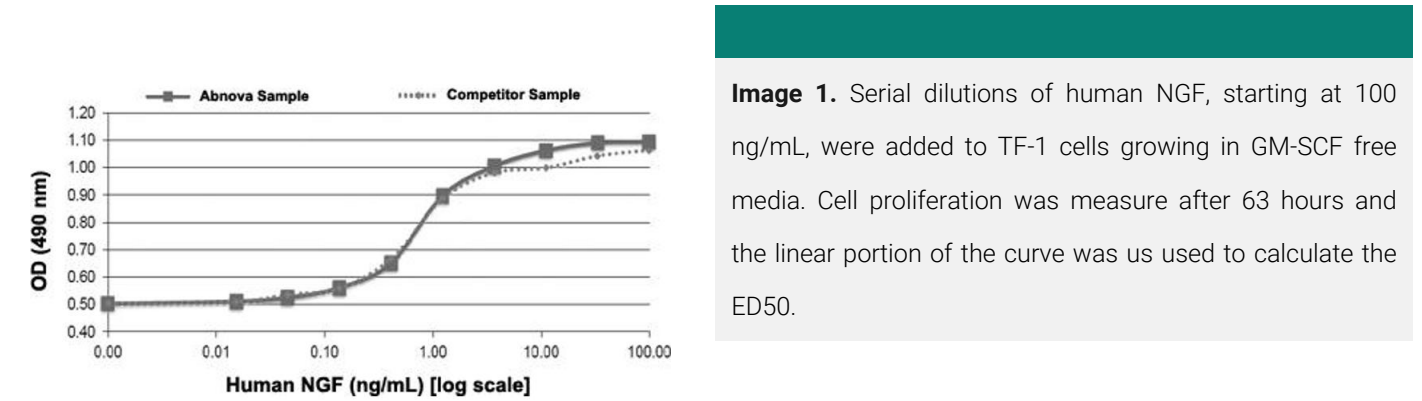 Abnova Sample
Competitor Sample
1.20
1.10
1.00
0.90
0.80
0.70
0.60
0.50
0.40
OD (490 nm)
0.00
0.01
0.10
1.00
10.00
100.00
Human NGF (ng/mL) [log scale]
Image 1. Serial dilutions of human NGF, starting at 100
ng/mL, were added to TF-1 cells growing in GM-SCF free
media. Cell proliferation was measure after 63 hours and
the linear portion of the curve was us used to calculate the
ED50.